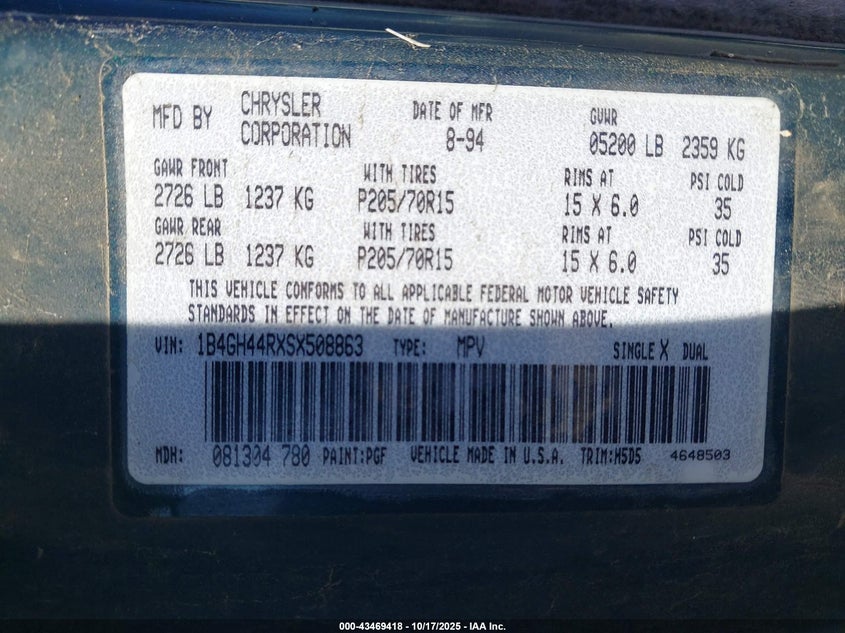 MFD BY CHRYSLER CORPORATION DATE OF MFR 8-94 GVWR 05200 LB 2359 KG
GAWR FRONT WITH TIRES RIMS AT PSI COLD
2726 LB 1237 KG P205/70R15 15 X 6.0 35
GAWR REAR WITH TIRES RIMS AT PSI COLD
2726 LB 1237 KG P205/70R15 15 X 6.0 35
THIS VEHICLE CONFORMS TO ALL APPLICABLE FEDERAL MOTOR VEHICLE SAFETY
STANDARDS IN EFFECT ON THE DATE OF MANUFACTURE SHOWN ABOVE.
VIN: 1B4GH44RXSX508863 TYPE: MPV SINGLE X DUAL
MDH: 081304 780 PAINT:PGF VEHICLE MADE IN U.S.A. TRIM:H5D5 4648503
000-43469418 - 10/17/2025 - IAA Inc.